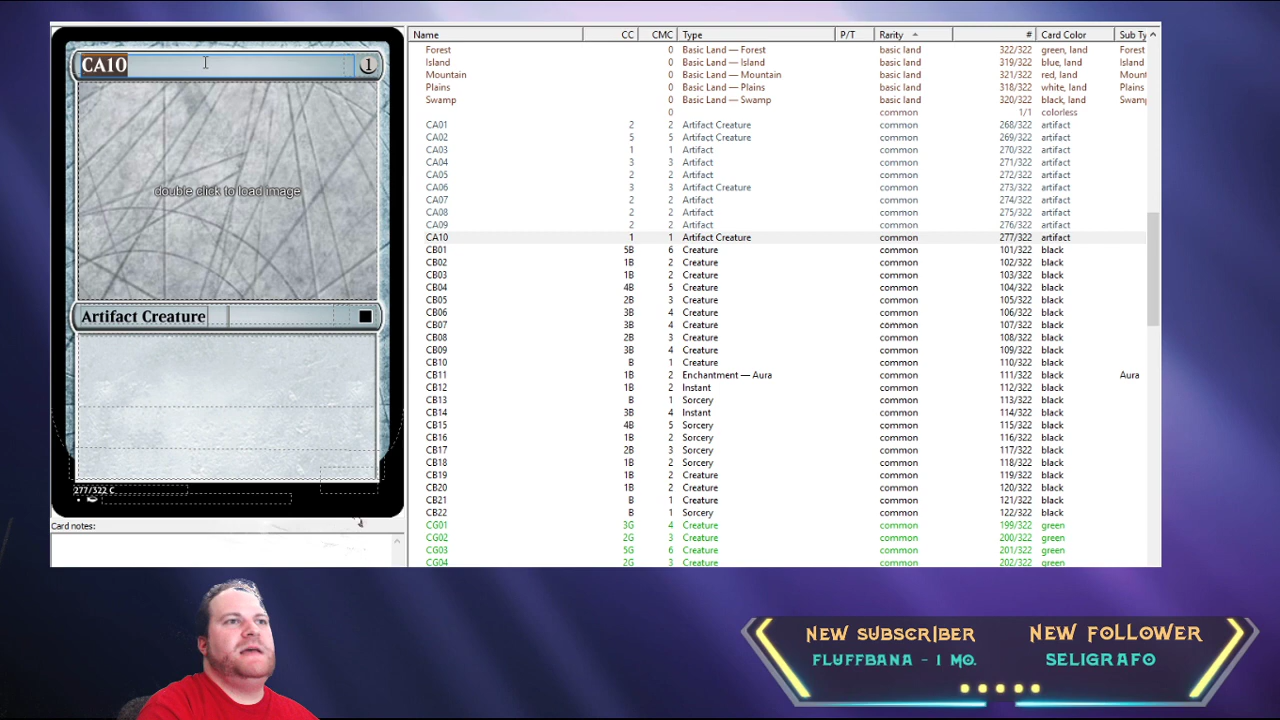 CA10 1
double click to load image
Artifact Creature
277/322 C
Card notes:
Name CC CMC Type P/T Rarity # Card Color Sub Ty
Forest 0 Basic Land — Forest basic land 322/322 green, land Forest
Island 0 Basic Land — Island basic land 319/322 blue, land Island
Mountain 0 Basic Land — Mountain basic land 321/322 red, land Mount
Plains 0 Basic Land — Plains basic land 318/322 white, land Plains
Swamp 0 Basic Land — Swamp basic land 320/322 black, land Swamp
0 common 1/1 colorless
CA01 2 2 Artifact Creature common 268/322 artifact
CA02 5 5 Artifact Creature common 269/322 artifact
CA03 1 1 Artifact common 270/322 artifact
CA04 3 3 Artifact common 271/322 artifact
CA05 2 2 Artifact common 272/322 artifact
CA06 3 3 Artifact Creature common 273/322 artifact
CA07 2 2 Artifact common 274/322 artifact
CA08 2 2 Artifact common 275/322 artifact
CA09 2 2 Artifact common 276/322 artifact
CA10 1 1 Artifact Creature common 277/322 artifact
CB01 5B 6 Creature common 101/322 black
CB02 1B 2 Creature common 102/322 black
CB03 1B 2 Creature common 103/322 black
CB04 4B 5 Creature common 104/322 black
CB05 2B 3 Creature common 105/322 black
CB06 3B 4 Creature common 106/322 black
CB07 3B 4 Creature common 107/322 black
CB08 2B 3 Creature common 108/322 black
CB09 3B 4 Creature common 109/322 black
CB10 B 1 Creature common 110/322 black
CB11 1B 2 Enchantment — Aura common 111/322 black Aura
CB12 1B 2 Instant common 112/322 black
CB13 B 1 Sorcery common 113/322 black
CB14 3B 4 Instant common 114/322 black
CB15 4B 5 Sorcery common 115/322 black
CB16 1B 2 Sorcery common 116/322 black
CB17 2B 3 Sorcery common 117/322 black
CB18 1B 2 Sorcery common 118/322 black
CB19 1B 2 Creature common 119/322 black
CB20 1B 2 Creature common 120/322 black
CB21 B 1 Creature common 121/322 black
CB22 B 1 Sorcery common 122/322 black
CG01 3G 4 Creature common 199/322 green
CG02 2G 3 Creature common 200/322 green
CG03 5G 6 Creature common 201/322 green
CG04 2G 3 Creature common 202/322 green
NEW SUBSCRIBER
FLUFFBANA - 1 MO.
NEW FOLLOWER
SELIGRAFO